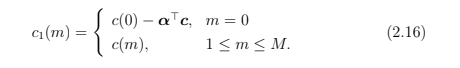 c₁(m) = { c(0) − α⊤c, m = 0
c(m), 1 ≤ m ≤ M. (2.16)